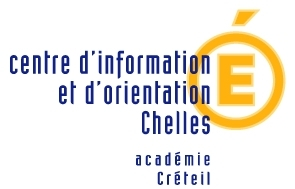 centre d'information
et d'orientation
Chelles
É
académie
Créteil